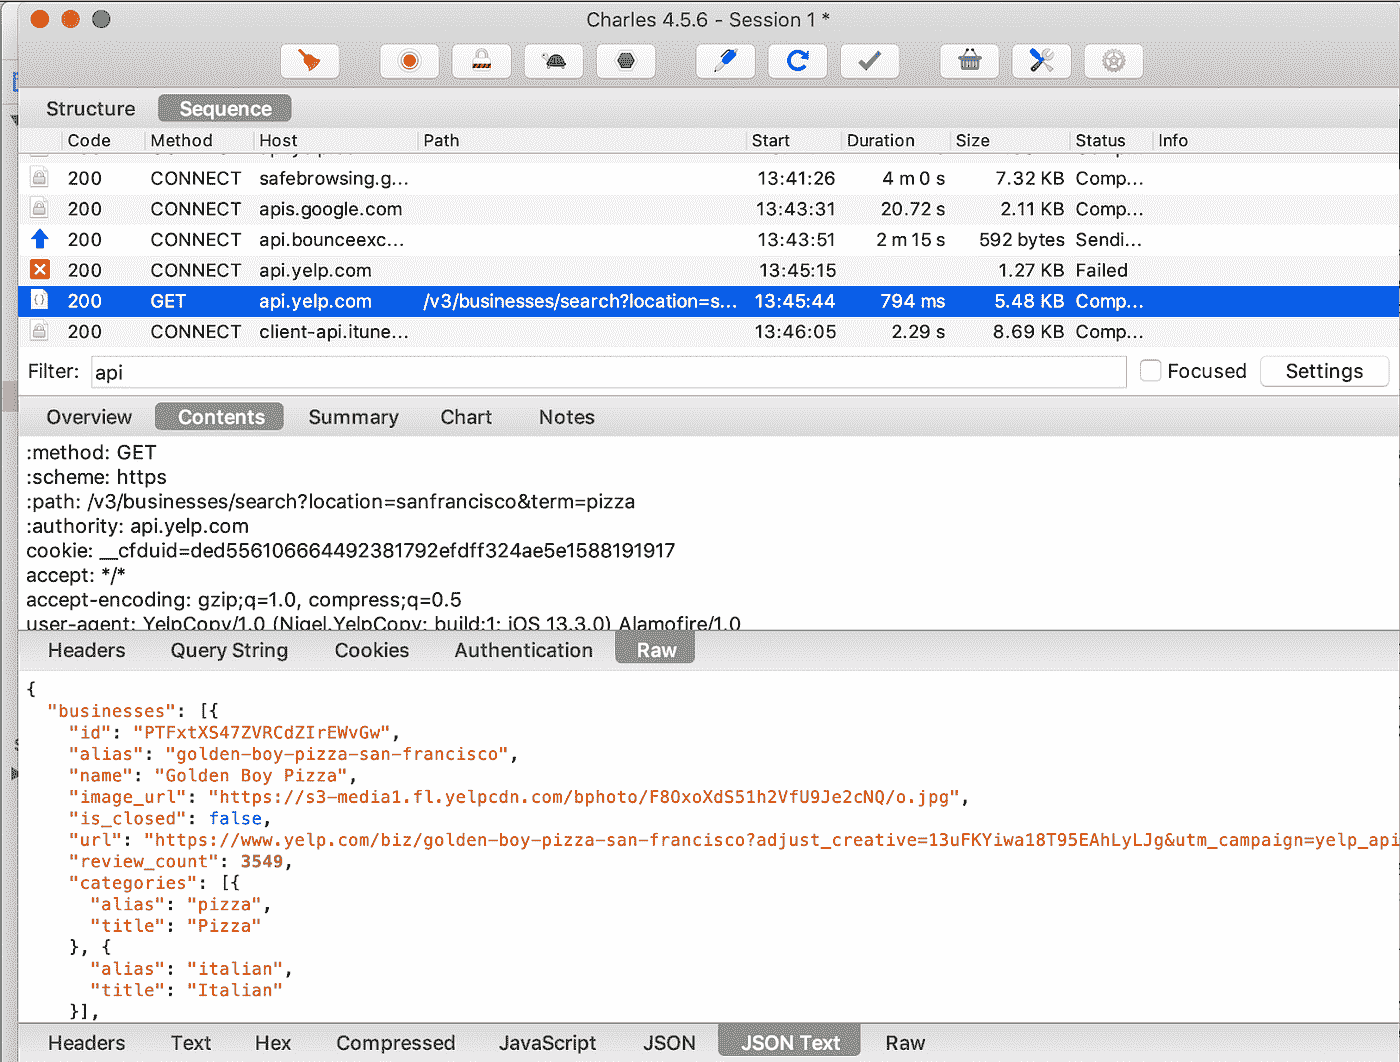 Charles 4.5.6 - Session 1 *
Structure Sequence
Code Method Host Path Start Duration Size Status Info
200 CONNECT safebrowsing.g... 13:41:26 4 m 0 s 7.32 KB Comp...
200 CONNECT apis.google.com 13:43:31 20.72 s 2.11 KB Comp...
200 CONNECT api.bounceexc... 13:43:51 2 m 15 s 592 bytes Sendi...
200 CONNECT api.yelp.com 13:45:15 1.27 KB Failed
200 GET api.yelp.com /v3/businesses/search?location=s... 13:45:44 794 ms 5.48 KB Comp...
200 CONNECT client-api.itune... 13:46:05 2.29 s 8.69 KB Comp...
Filter: api Focused Settings
Overview Contents Summary Chart Notes
:method: GET
:scheme: https
:path: /v3/businesses/search?location=sanfrancisco&term=pizza
:authority: api.yelp.com
cookie: __cfduid=ded556106664492381792efdff324ae5e1588191917
accept: */*
accept-encoding: gzip;q=1.0, compress;q=0.5
user-agent: YelpCopy/1.0 (Nigel.YelpCopy; build:1; iOS 13.3.0) Alamofire/1.0
Headers Query String Cookies Authentication Raw
{
"businesses": [{
"id": "PTFxtXS47ZVRCdZIrEWvGw",
"alias": "golden-boy-pizza-san-francisco",
"name": "Golden Boy Pizza",
"image_url": "https://s3-media1.fl.yelpcdn.com/bphoto/F8OxoXdS51h2VfU9Je2cNQ/o.jpg",
"is_closed": false,
"url": "https://www.yelp.com/biz/golden-boy-pizza-san-francisco?adjust_creative=13uFKYiwa18T95EAhLyLJg&utm_campaign=yelp_api
"review_count": 3549,
"categories": [{
"alias": "pizza",
"title": "Pizza"
}, {
"alias": "italian",
"title": "Italian"
}],
Headers Text Hex Compressed JavaScript JSON JSON Text Raw